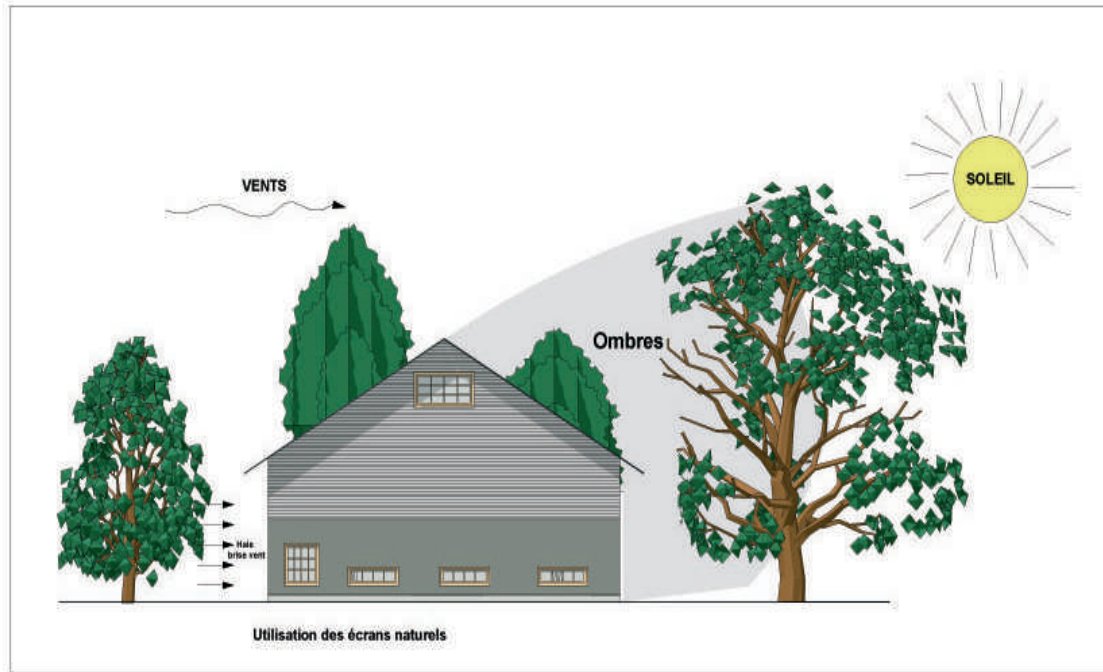 SOLEIL
VENTS
Ombres
Haie
brise vent
Utilisation des écrans naturels